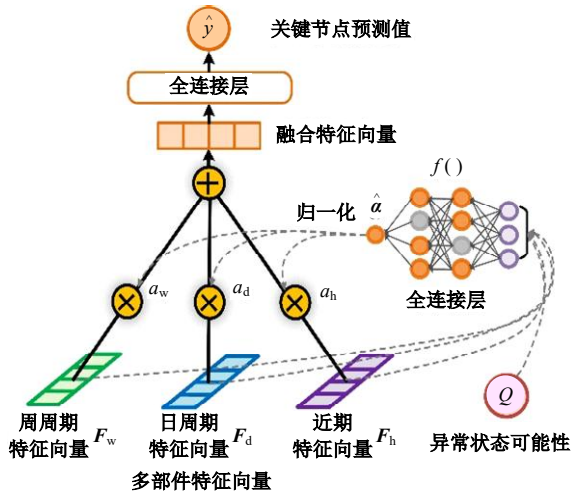 ŷ
关键节点预测值
全连接层
融合特征向量
f()
归一化
α̂
全连接层
a_w
a_d
a_h
Q
周周期
特征向量 F_w
日周期
特征向量 F_d
近期
特征向量 F_h
异常状态可能性
多部件特征向量